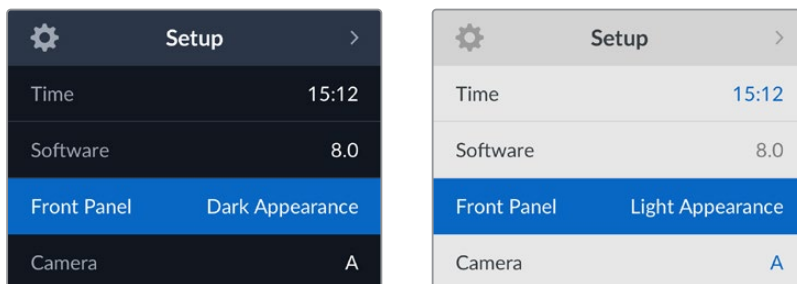 Setup
Time 15:12
Software 8.0
Front Panel Dark Appearance
Camera A
Setup
Time 15:12
Software 8.0
Front Panel Light Appearance
Camera A